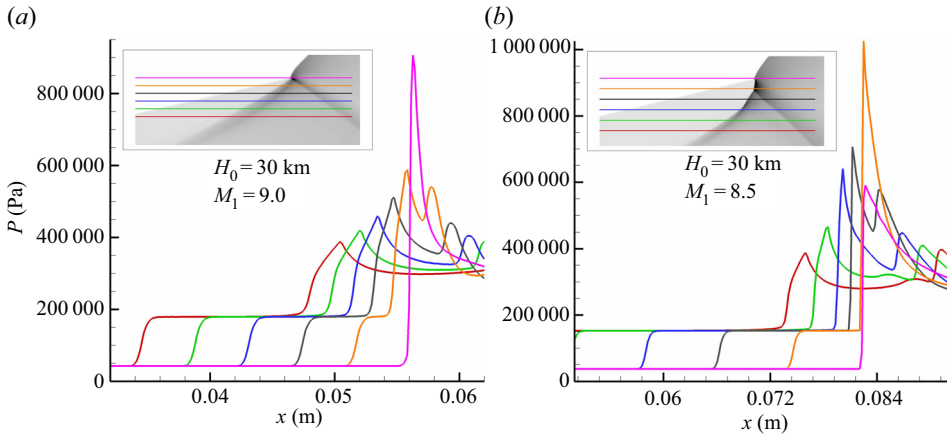 (a)
P (Pa)
800 000
600 000
400 000
200 000
0
H0 = 30 km
M1 = 9.0
0.04
0.05
0.06
x (m)
(b)
1 000 000
800 000
600 000
400 000
200 000
0
H0 = 30 km
M1 = 8.5
0.06
0.072
0.084
x (m)